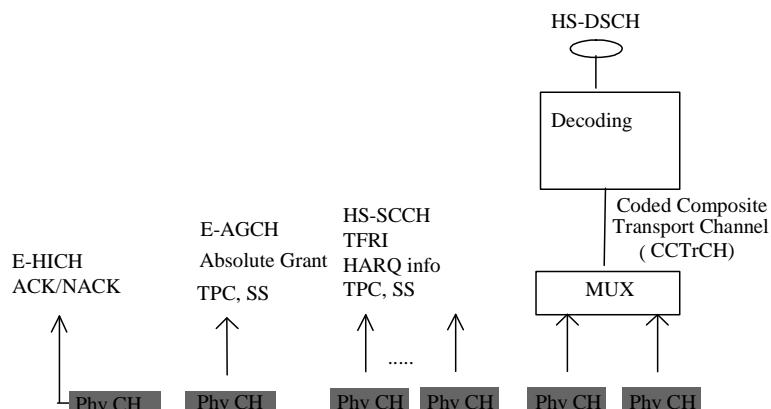 HS-DSCH
Decoding
Coded Composite
Transport Channel
( CCTrCH)
MUX
HS-SCCH
TFRI
HARQ info
TPC, SS
E-AGCH
Absolute Grant
TPC, SS
E-HICH
ACK/NACK
.....
Phy CH
Phy CH
Phy CH
Phy CH
Phy CH
Phy CH